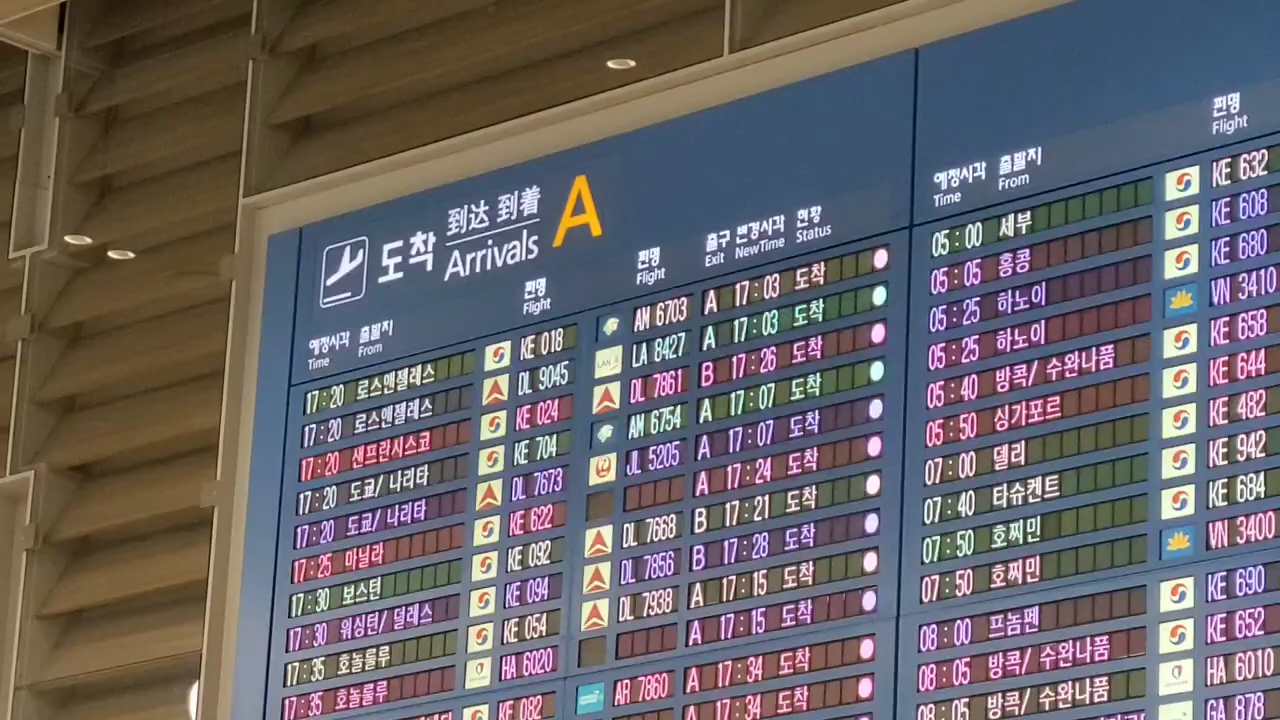 도착 到达 到着 A
Arrivals
예정시각 출발지 편명 편명 출구 변경시각 현황
Time From Flight Flight Exit NewTime Status
17:20 로스앤젤레스 KE 018 AM 6703 A 17:03 도착
17:20 로스앤젤레스 DL 9045 LA 8427 A 17:03 도착
17:20 샌프란시스코 KE 024 DL 7861 B 17:26 도착
17:20 도쿄/ 나리타 KE 704 AM 6754 A 17:07 도착
17:20 도쿄/ 나리타 DL 7673 JL 5205 A 17:07 도착
17:25 마닐라 KE 622 A 17:24 도착
17:30 보스턴 KE 092 DL 7668 B 17:21 도착
17:30 워싱턴/ 덜레스 KE 094 DL 7856 B 17:28 도착
17:35 호놀룰루 KE 054 DL 7938 A 17:15 도착
17:35 호놀룰루 HA 6020 A 17:15 도착
KE 082 AR 7860 A 17:34 도착
A 17:34 도착
예정시각 출발지 편명
Time From Flight
05:00 세부 KE 632
05:05 홍콩 KE 608
05:25 하노이 KE 680
05:25 하노이 VN 3410
05:40 방콕/ 수완나품 KE 658
05:50 싱가포르 KE 644
07:00 델리 KE 482
07:40 타슈켄트 KE 942
07:50 호찌민 KE 684
07:50 호찌민 VN 3400
08:00 프놈펜 KE 690
08:05 방콕/ 수완나품 KE 652
08:05 방콕/ 수완나품 HA 6010
GA 878